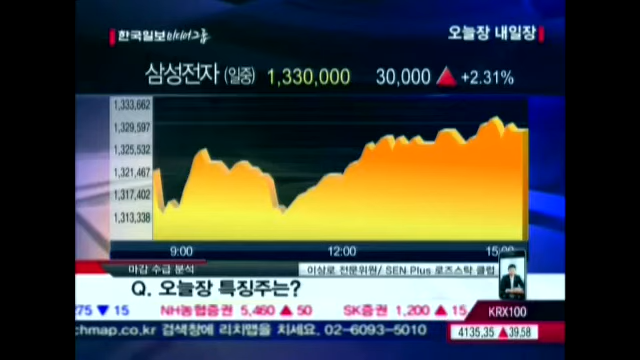 한국일보 미디어그룹
오늘장 내일장
삼성전자 (일중) 1,330,000 30,000 ▲ +2.31%
1,333,662
1,329,597
1,325,532
1,321,467
1,317,402
1,313,338
9:00 12:00 15:00
마감 수급 분석
이상로 전문위원/ SEN Plus 로즈스탁 클럽
Q. 오늘장 특징주는?
275 ▼ 15 NH농협증권 5,460 ▲ 50 SK증권 1,200 ▲ 15
KRX100
chmap.co.kr 검색창에 리치맵을 치세요. 02-6093-5010
4135,35 ▲39,58